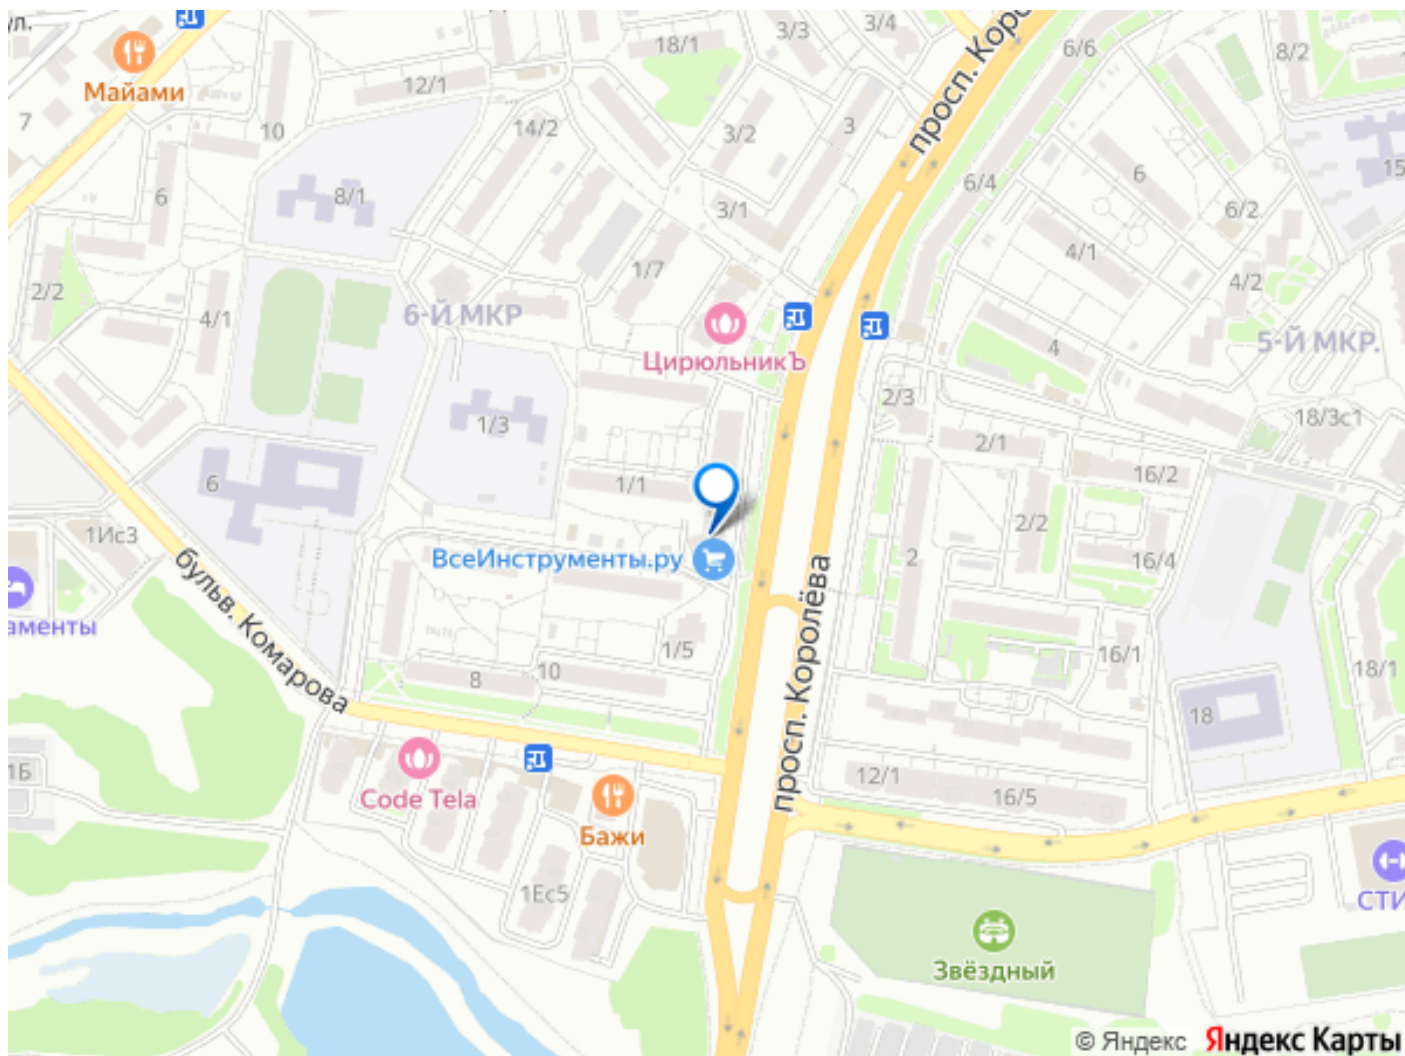 ул.
Майами
7
10
12/1
18/1
3/3
3/4
просп. Коро
6/6
8/2
14/2
3/2
3
15
6
8/1
3/1
6/4
6
6/2
4/1
4/2
1/7
2/2
4/1
6-Й МКР
ЦирюльникЪ
4
5-Й МКР.
2/3
18/3с1
1/3
2/1
16/2
6
1/1
2/2
1Ис3
ВсеИнструменты.ру
2
16/4
аменты
бульв. Комарова
просп. Королёва
1/5
16/1
18/1
8
10
18
1Б
12/1
16/5
Code Tela
Бажи
1Ес5
СТИ
Звёздный
© Яндекс Яндекс Карты